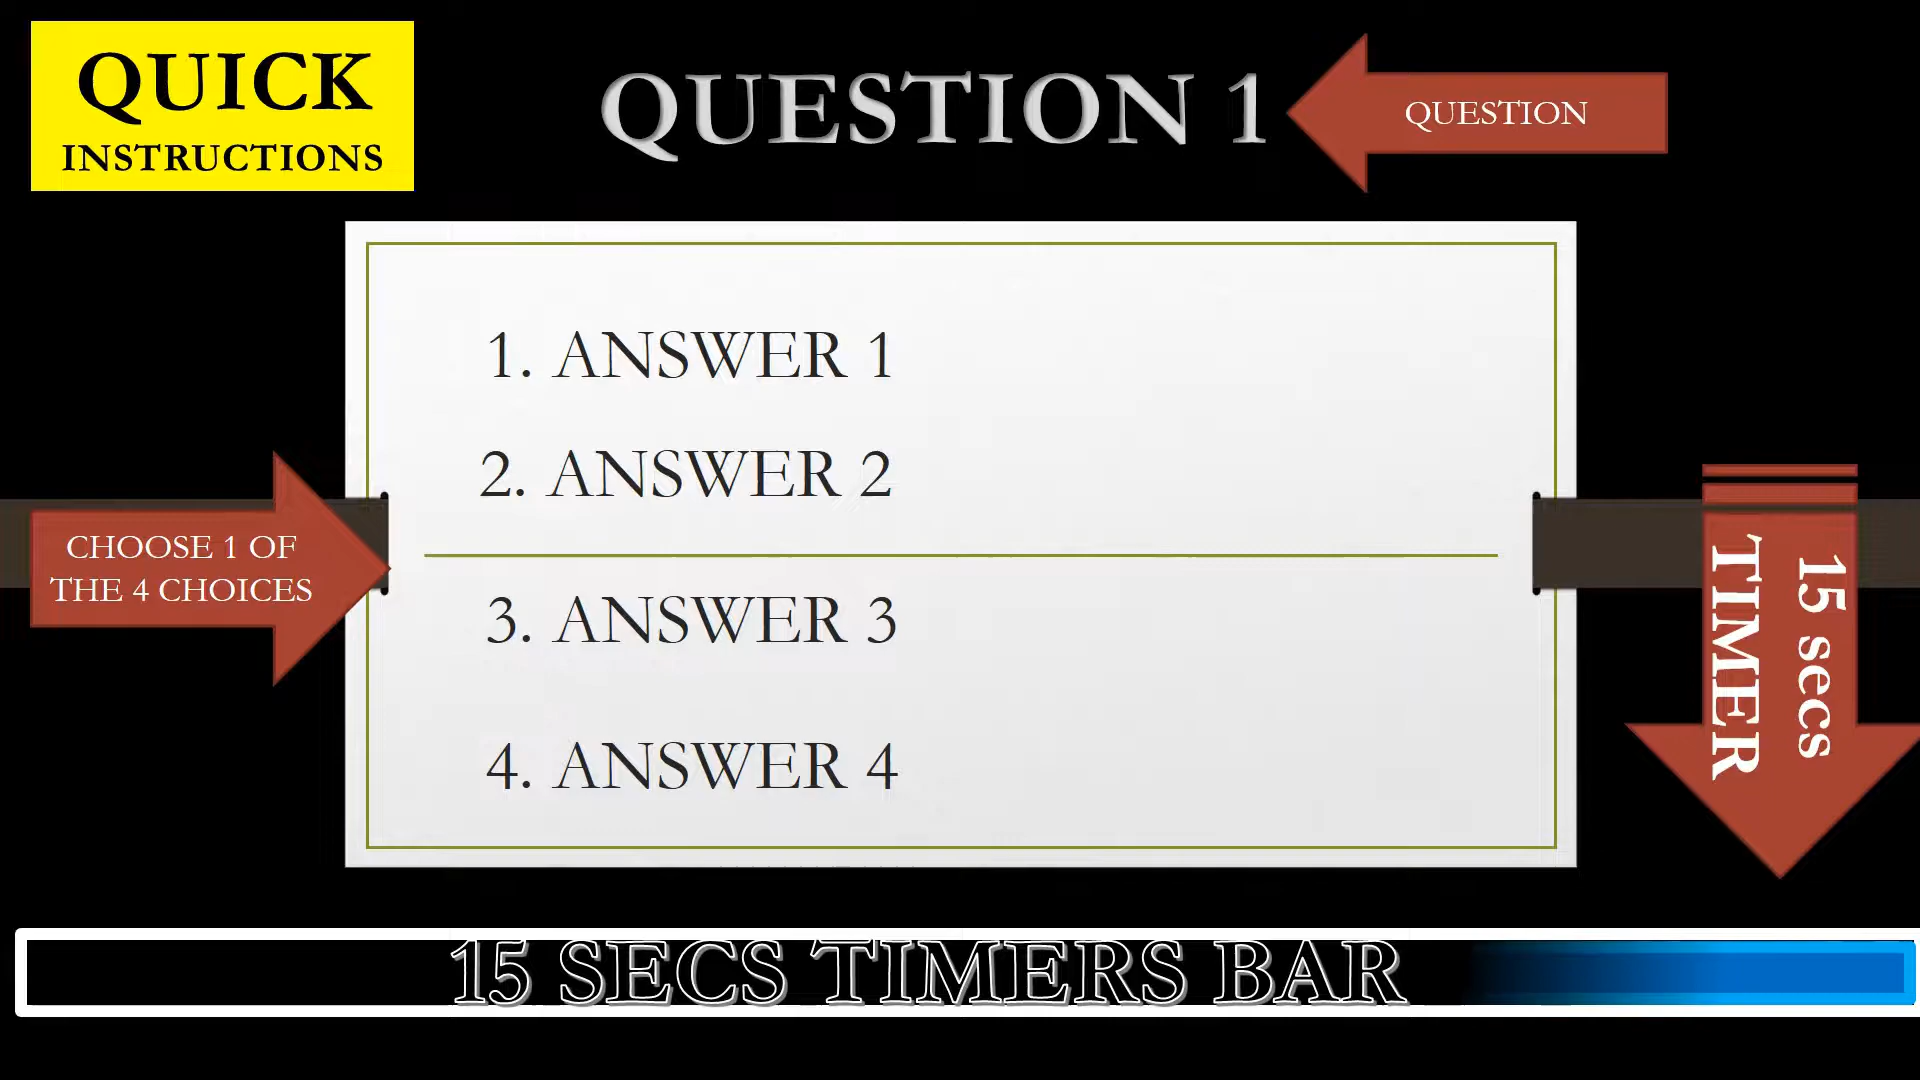 QUICK
INSTRUCTIONS
QUESTION 1
QUESTION
1. ANSWER 1
2. ANSWER 2
CHOOSE 1 OF
THE 4 CHOICES
3. ANSWER 3
4. ANSWER 4
15 secs
TIMER
15 SECS TIMERS BAR